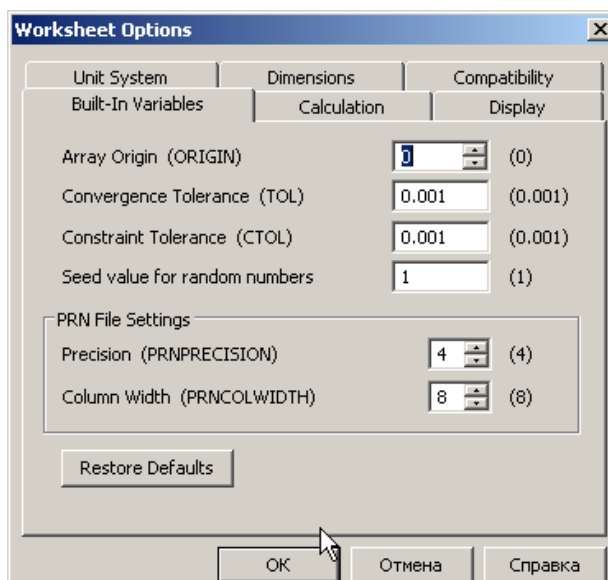 Worksheet Options
Unit System Dimensions Compatibility
Built-In Variables Calculation Display
Array Origin (ORIGIN) 0 (0)
Convergence Tolerance (TOL) 0.001 (0.001)
Constraint Tolerance (CTOL) 0.001 (0.001)
Seed value for random numbers 1 (1)
PRN File Settings
Precision (PRNPRECISION) 4 (4)
Column Width (PRNCOLWIDTH) 8 (8)
Restore Defaults
ОК Отмена Справка